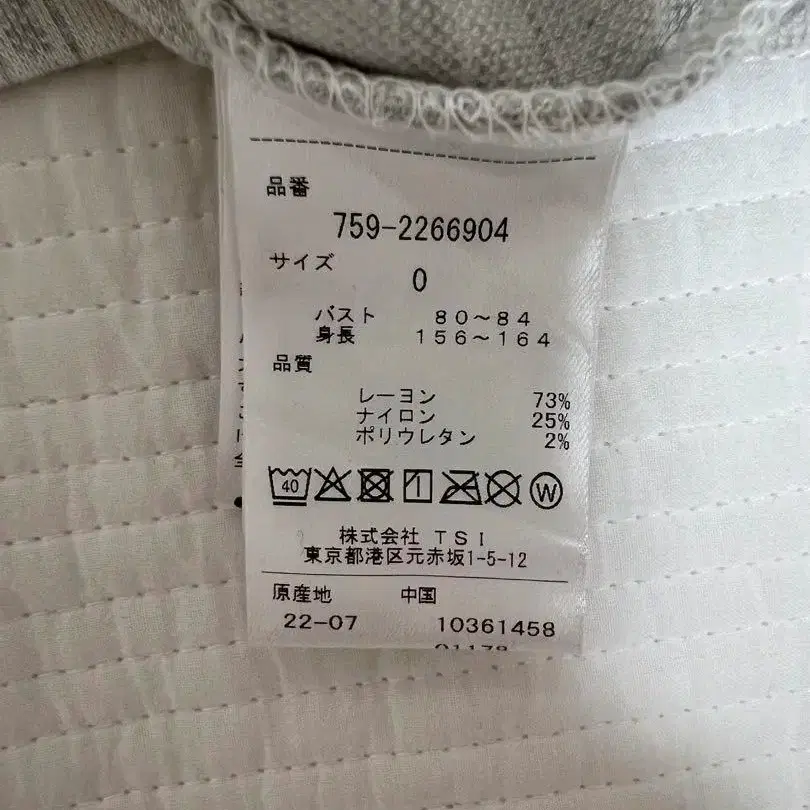 品番
759-2266904
サイズ
0
バスト 80～84
身長 156～164
品質
レーヨン 73%
ナイロン 25%
ポリウレタン 2%
40 W
株式会社 TSI
東京都港区元赤坂1-5-12
原産地 中国
22-07 10361458